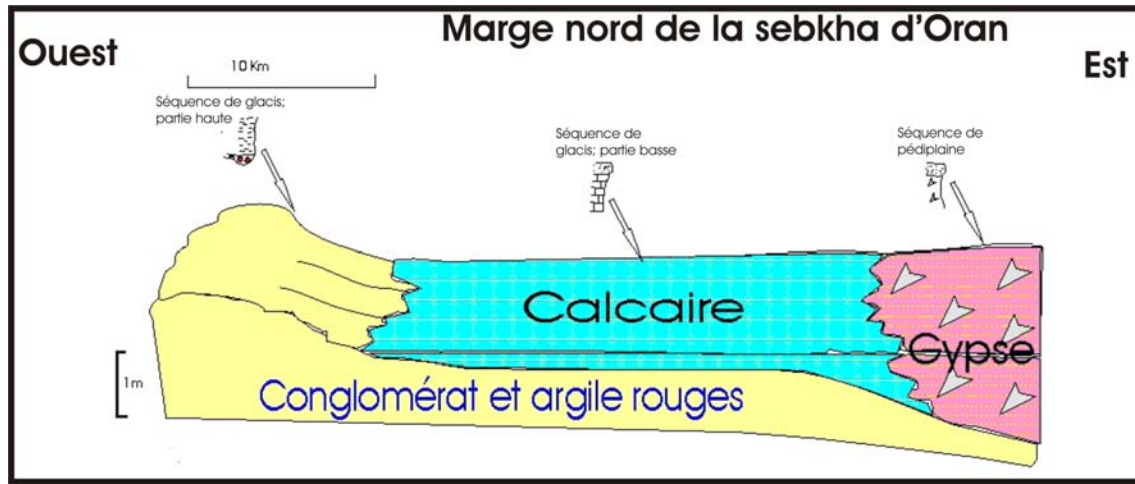 Marge nord de la sebkha d'Oran
Ouest
Est
10 Km
Séquence de glacis;
partie haute
Séquence de
glacis; partie basse
Séquence de
pédiplaine
Calcaire
Gypse
1m
Conglomérat et argile rouges